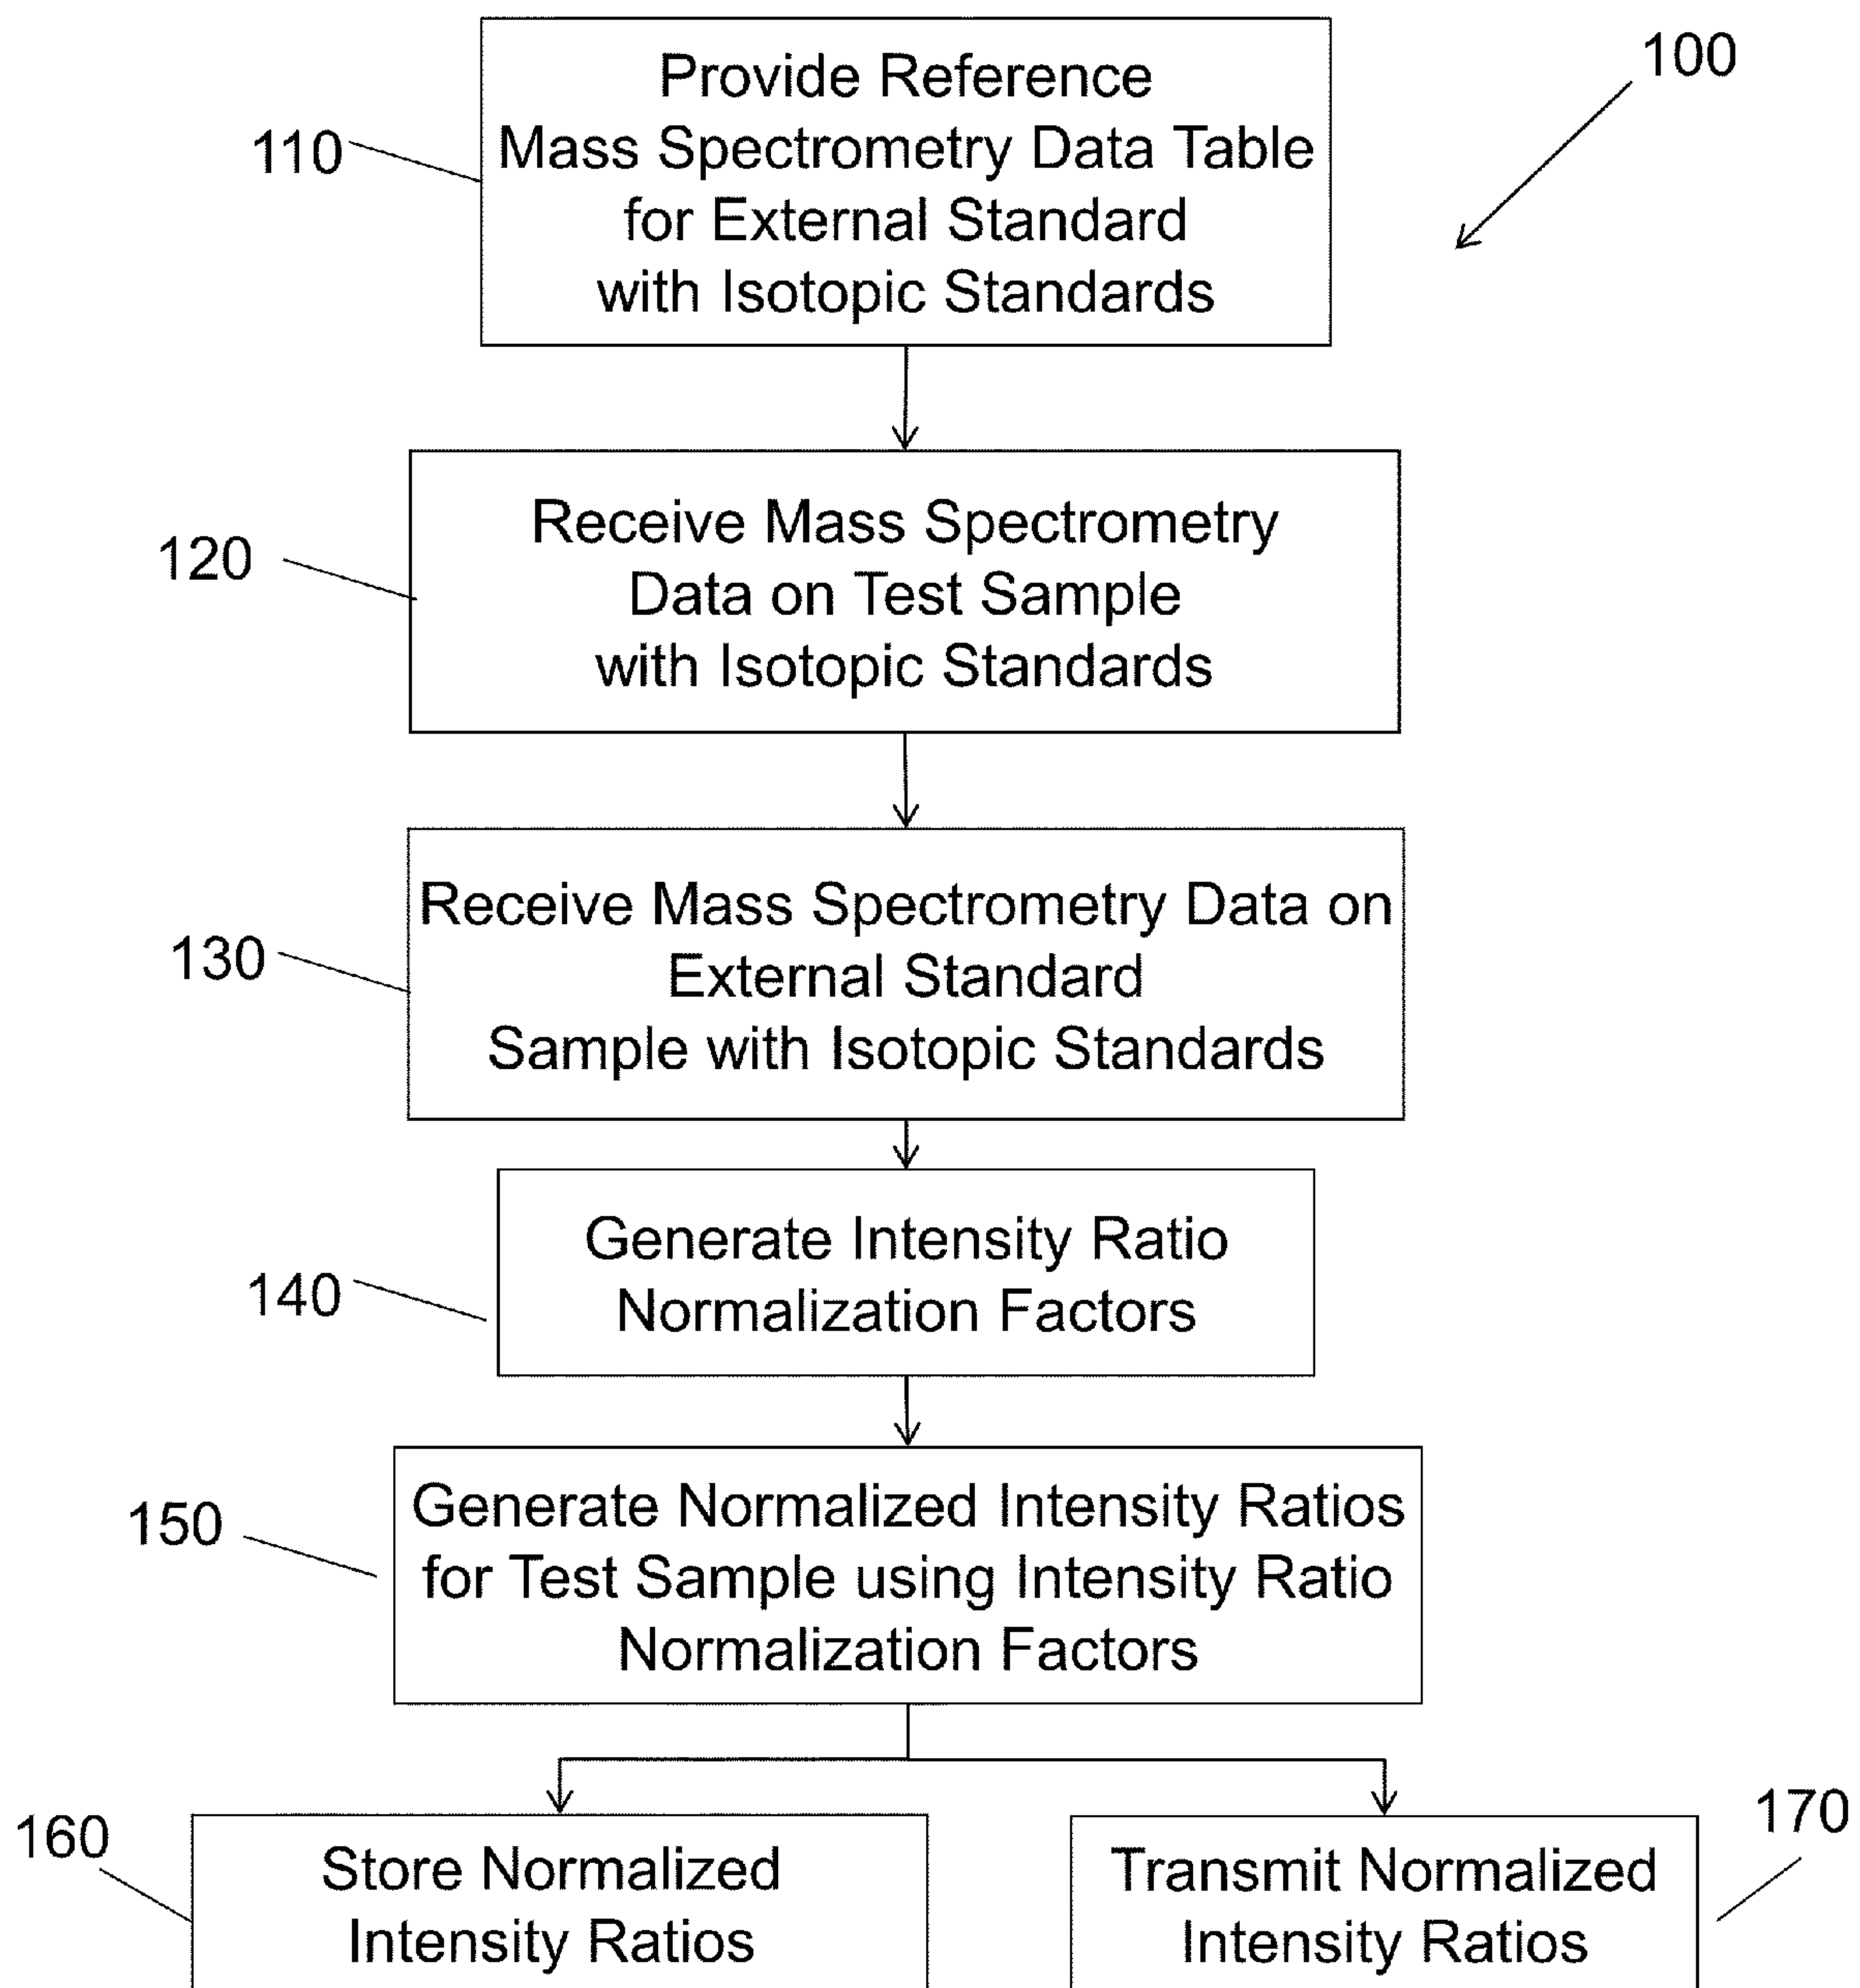 100
Provide Reference
Mass Spectrometry Data Table
for External Standard
with Isotopic Standards
110
Receive Mass Spectrometry
Data on Test Sample
with Isotopic Standards
120
Receive Mass Spectrometry Data on
External Standard
Sample with Isotopic Standards
130
Generate Intensity Ratio
Normalization Factors
140
Generate Normalized Intensity Ratios
for Test Sample using Intensity Ratio
Normalization Factors
150
160
Store Normalized
Intensity Ratios
Transmit Normalized
Intensity Ratios
170